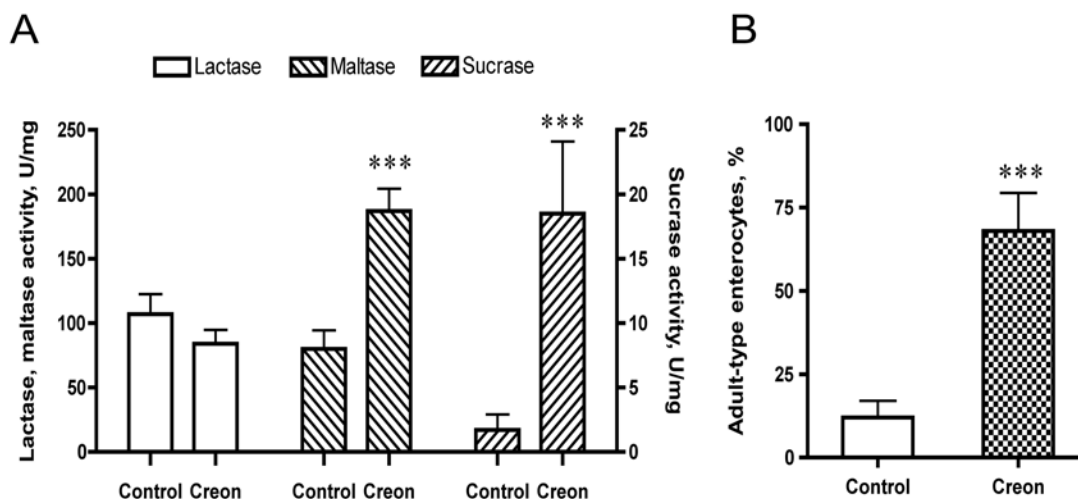 A
Lactase Maltase Sucrase
Lactase, maltase activity, U/mg
250
200
150
100
50
0
***
***
25
20
15
10
5
0
Sucrase activity, U/mg
Control Creon Control Creon Control Creon
B
Adult-type enterocytes, %
100
75
50
25
0
***
Control Creon